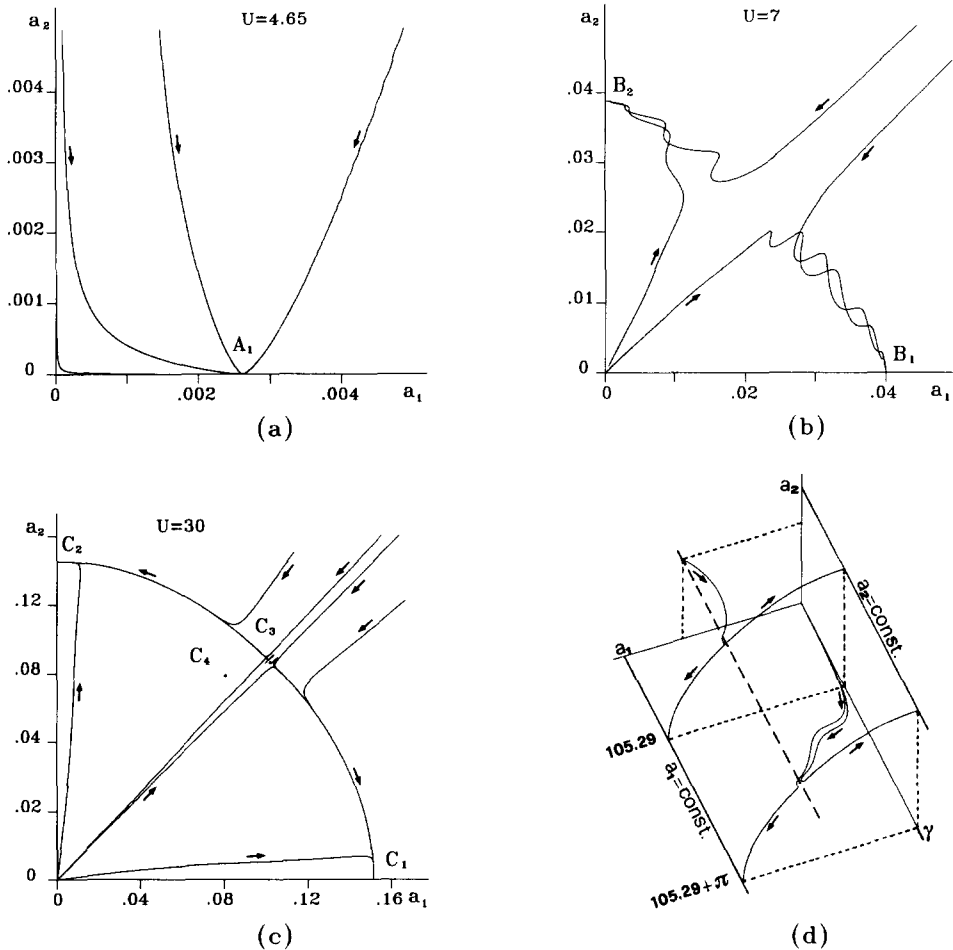 a₂
U=4.65
.004
.003
.002
.001
0
A₁
0
.002
.004
a₁
(a)
a₂
U=7
.04
.03
.02
.01
0
B₂
B₁
0
.02
.04
a₁
(b)
a₂
U=30
C₂
.12
.08
.04
.02
0
C₃
C₄
C₁
0
.04
.08
.12
.16
a₁
(c)
a₂
a₂=const.
a₁
105.29
a₁=const.
105.29+π
γ
(d)